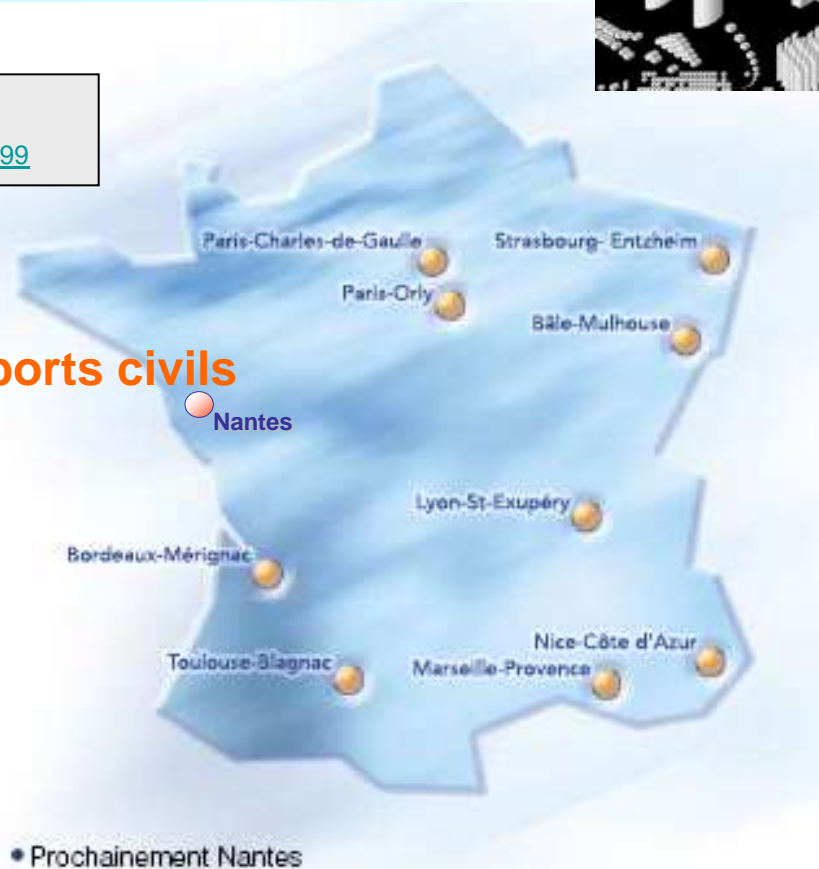 99
Paris-Charles-de-Gaulle
Strasbourg- Entzheim
Paris-Orly
Bâle-Mulhouse
ports civils
Nantes
Lyon-St-Exupéry
Bordeaux-Mérignac
Nice-Côte d'Azur
Toulouse-Blagnac
Marseille-Provence
• Prochainement Nantes